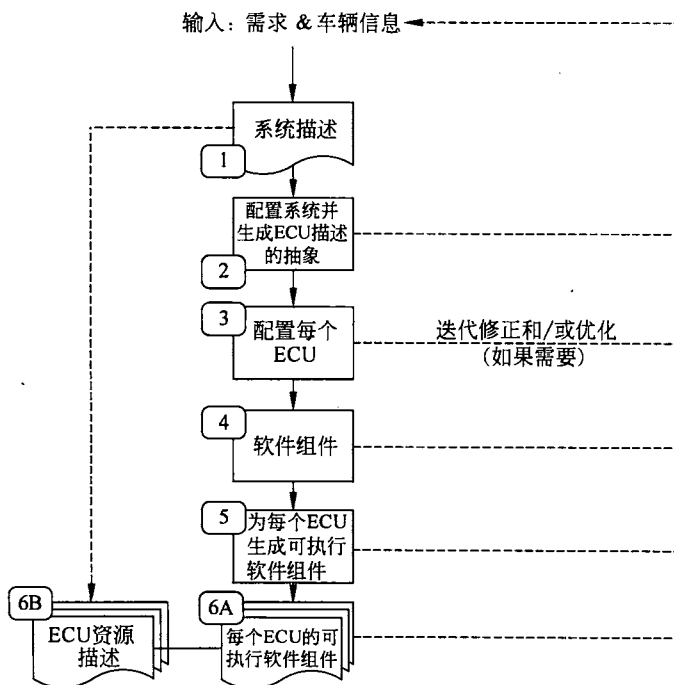 输入：需求 & 车辆信息
系统描述
1
配置系统并
生成ECU描述
的抽象
2
3
配置每个
ECU
迭代修正和/或优化
(如果需要)
4
软件组件
5
为每个ECU
生成可执行
软件组件
6B
ECU资源
描述
6A
每个ECU的可
执行软件组件